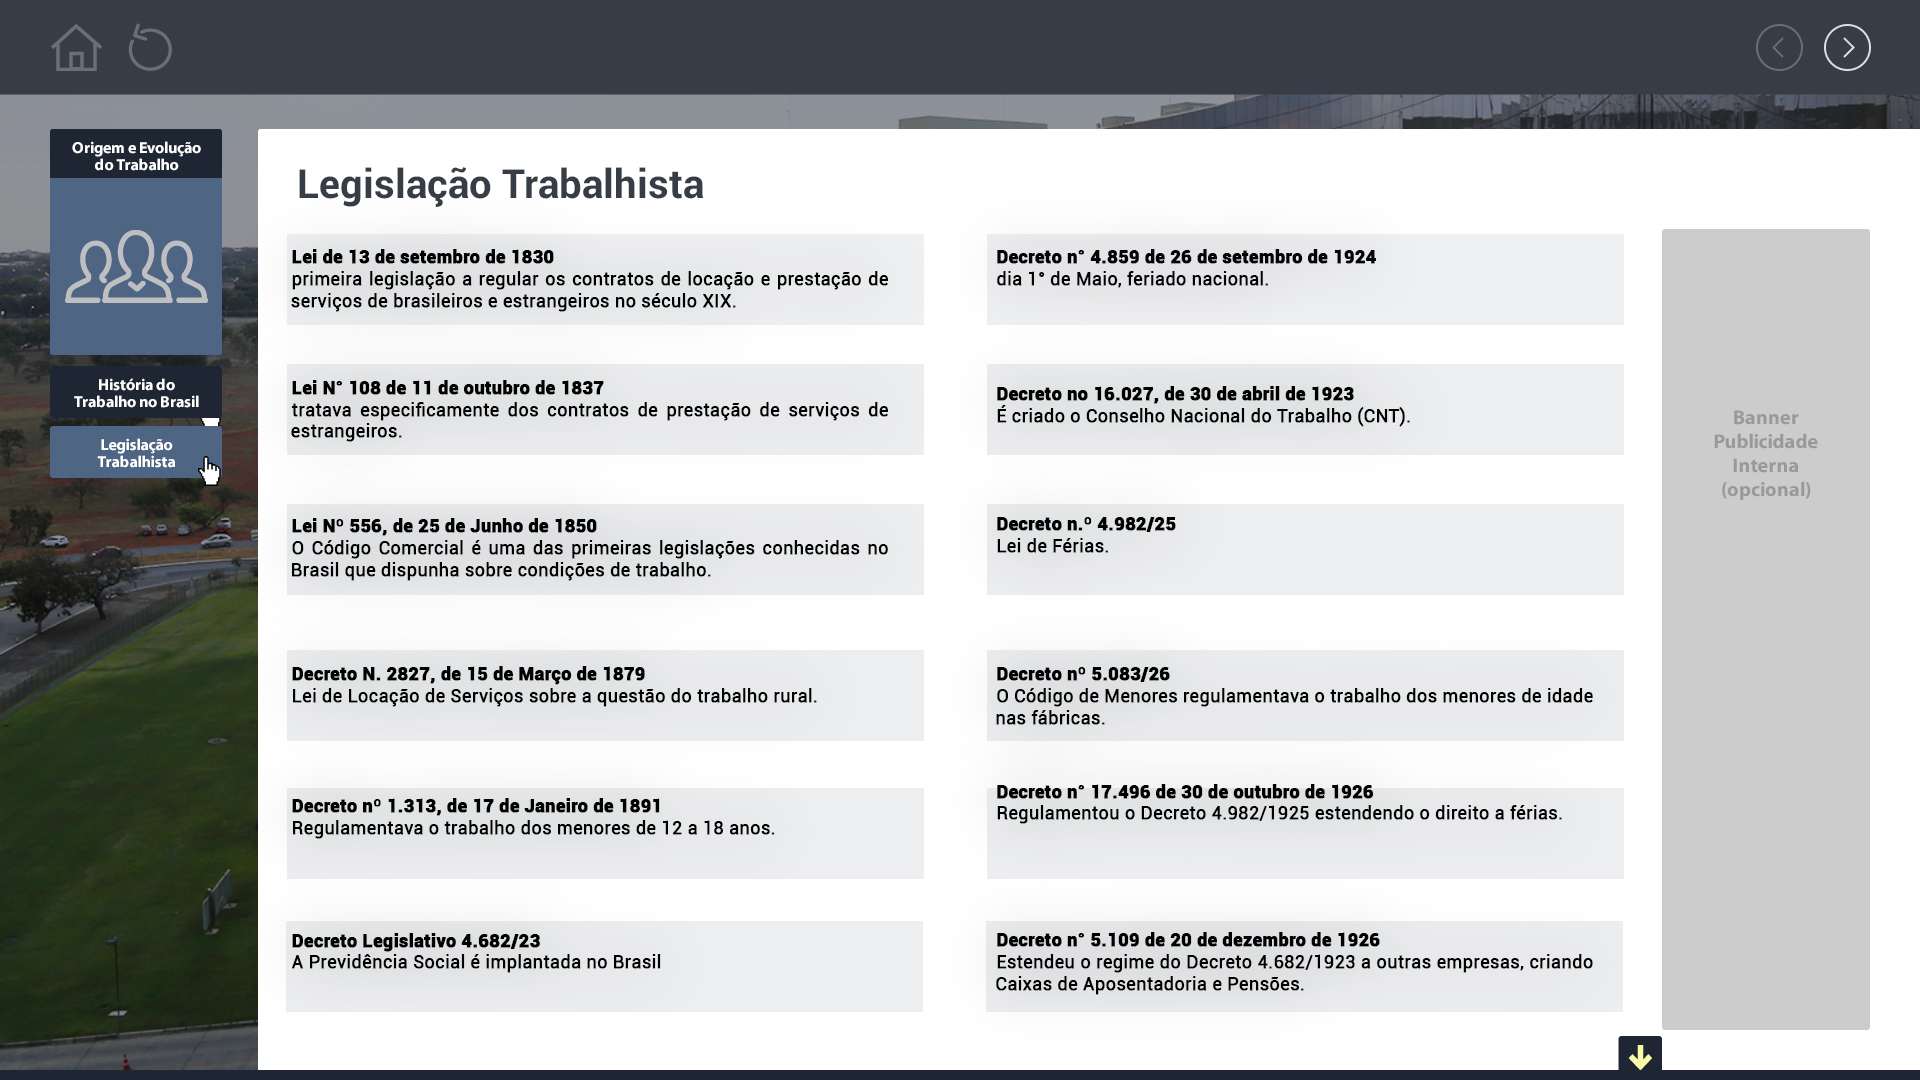 Origem e Evolução
do Trabalho
História do
Trabalho no Brasil
Legislação
Trabalhista
Legislação Trabalhista
Lei de 13 de setembro de 1830
primeira legislação a regular os contratos de locação e prestação de
serviços de brasileiros e estrangeiros no século XIX.
Lei N° 108 de 11 de outubro de 1837
tratava especificamente dos contratos de prestação de serviços de
estrangeiros.
Lei Nº 556, de 25 de Junho de 1850
O Código Comercial é uma das primeiras legislações conhecidas no
Brasil que dispunha sobre condições de trabalho.
Decreto N. 2827, de 15 de Março de 1879
Lei de Locação de Serviços sobre a questão do trabalho rural.
Decreto nº 1.313, de 17 de Janeiro de 1891
Regulamentava o trabalho dos menores de 12 a 18 anos.
Decreto Legislativo 4.682/23
A Previdência Social é implantada no Brasil
Decreto n° 4.859 de 26 de setembro de 1924
dia 1° de Maio, feriado nacional.
Decreto no 16.027, de 30 de abril de 1923
É criado o Conselho Nacional do Trabalho (CNT).
Decreto n.º 4.982/25
Lei de Férias.
Decreto nº 5.083/26
O Código de Menores regulamentava o trabalho dos menores de idade
nas fábricas.
Decreto n° 17.496 de 30 de outubro de 1926
Regulamentou o Decreto 4.982/1925 estendendo o direito a férias.
Decreto n° 5.109 de 20 de dezembro de 1926
Estendeu o regime do Decreto 4.682/1923 a outras empresas, criando
Caixas de Aposentadoria e Pensões.
Banner
Publicidade
Interna
(opcional)